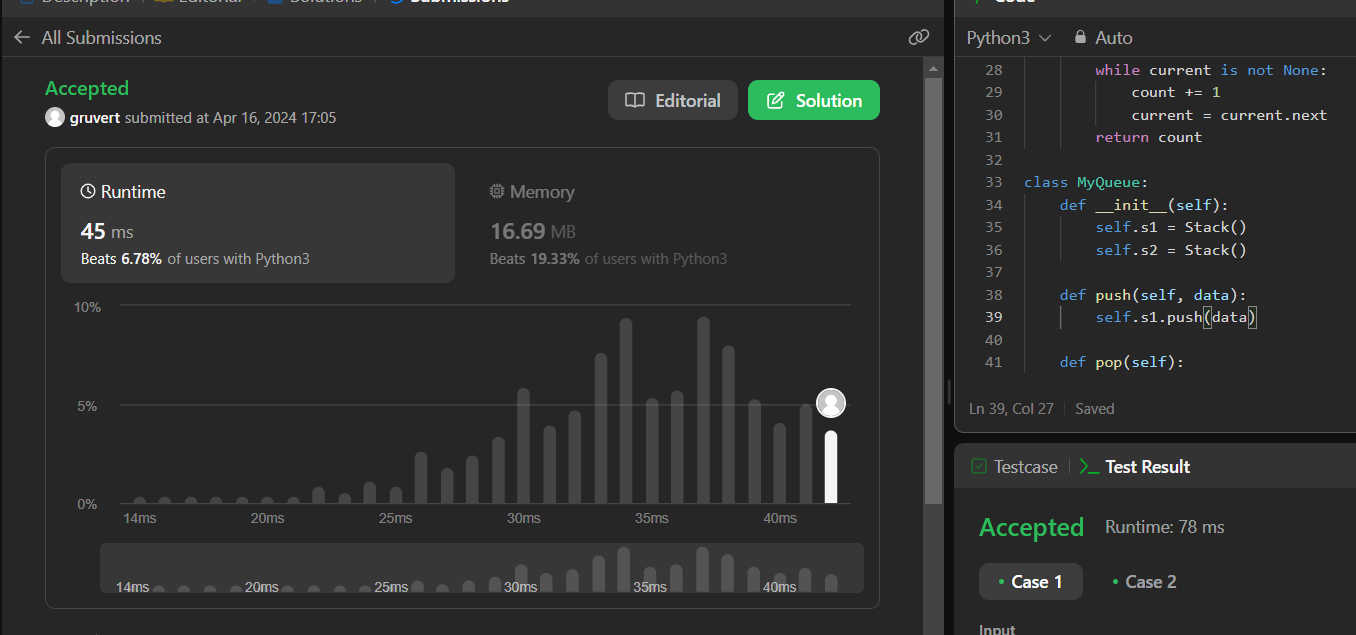 Description Editorial Solutions Submissions
All Submissions
Accepted
gruvert submitted at Apr 16, 2024 17:05
Editorial
Solution
Runtime
45 ms
Beats 6.78% of users with Python3
Memory
16.69 MB
Beats 19.33% of users with Python3
10%
5%
0%
14ms 20ms 25ms 30ms 35ms 40ms
14ms 20ms 25ms 30ms 35ms 40ms
Code
Python3 Auto
28 while current is not None:
29 count += 1
30 current = current.next
31 return count
32
33 class MyQueue:
34 def __init__(self):
35 self.s1 = Stack()
36 self.s2 = Stack()
37
38 def push(self, data):
39 self.s1.push(data)
40
41 def pop(self):
Ln 39, Col 27 Saved
Testcase >_ Test Result
Accepted Runtime: 78 ms
• Case 1 • Case 2
Input